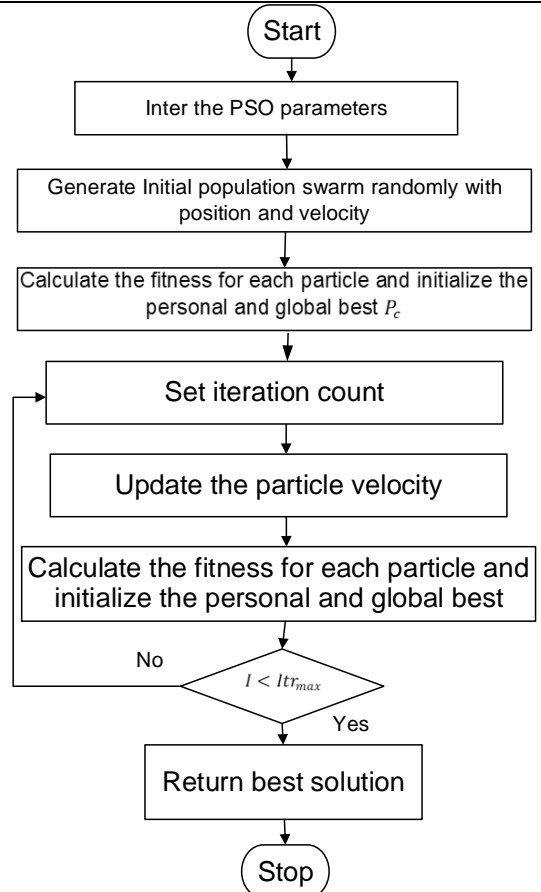 Start
Inter the PSO parameters
Generate Initial population swarm randomly with
position and velocity
Calculate the fitness for each particle and initialize the
personal and global best P_c
Set iteration count
Update the particle velocity
Calculate the fitness for each particle and
initialize the personal and global best
No
I < Itr_max
Yes
Return best solution
Stop